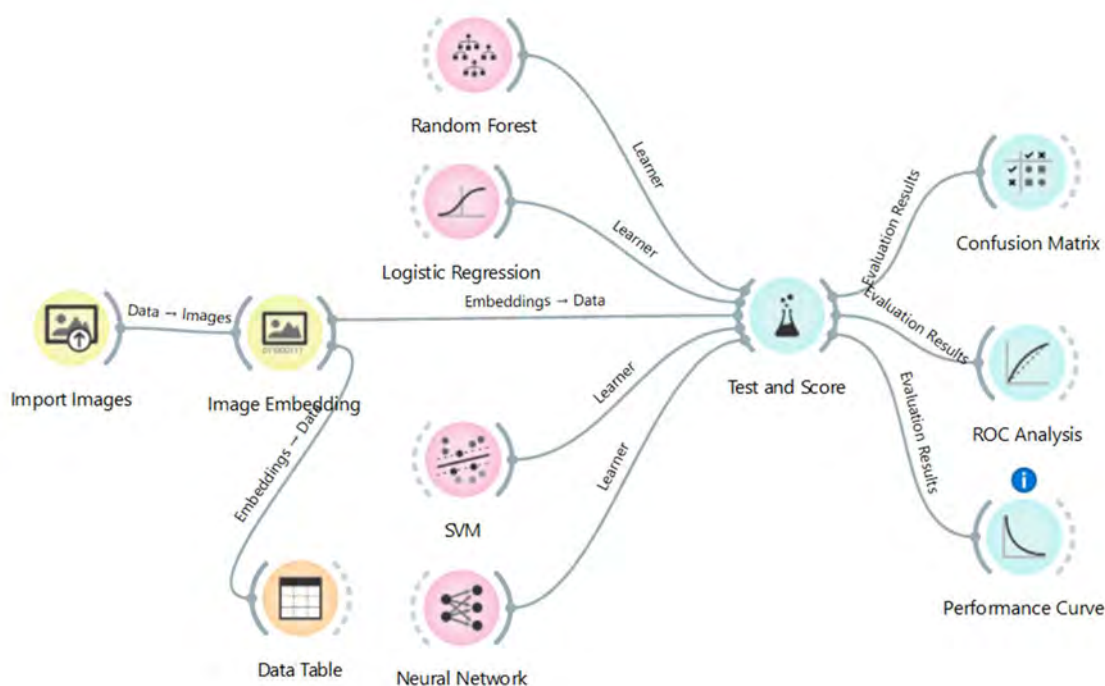 Random Forest
Learner
Logistic Regression
Learner
Confusion Matrix
Evaluation Results
Import Images
Data → Images
Image Embedding
Embeddings → Data
Test and Score
Evaluation Results
ROC Analysis
Embeddings → Data
Data Table
SVM
Learner
Neural Network
Learner
Evaluation Results
i
Performance Curve